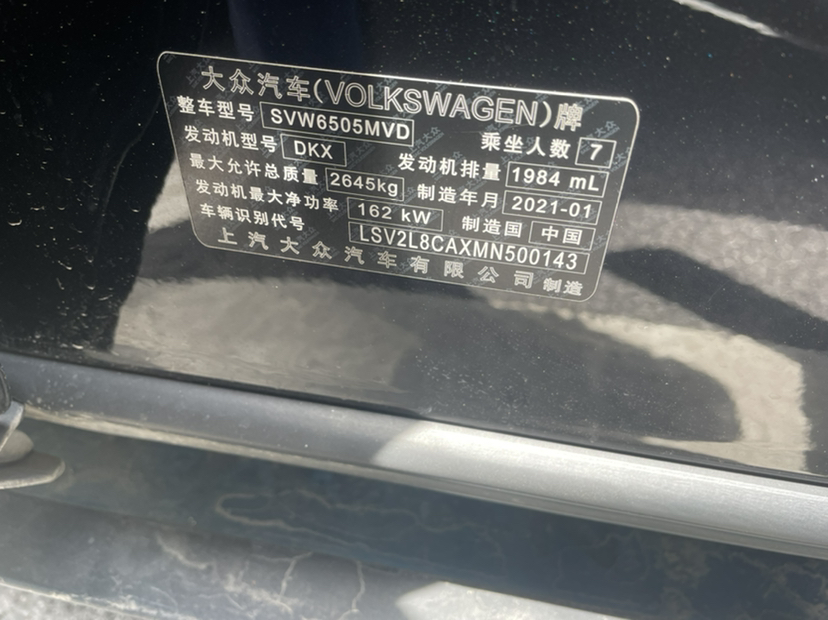 大众汽车(VOLKSWAGEN)牌
整车型号 SVW6505MVD 乘坐人数 7
发动机型号 DKX 发动机排量 1984 mL
最大允许总质量 2645kg 制造年月 2021-01
发动机最大净功率 162 kW 制造国 中国
车辆识别代号 LSV2L8CAXMN500143
上汽大众汽车有限公司 制造